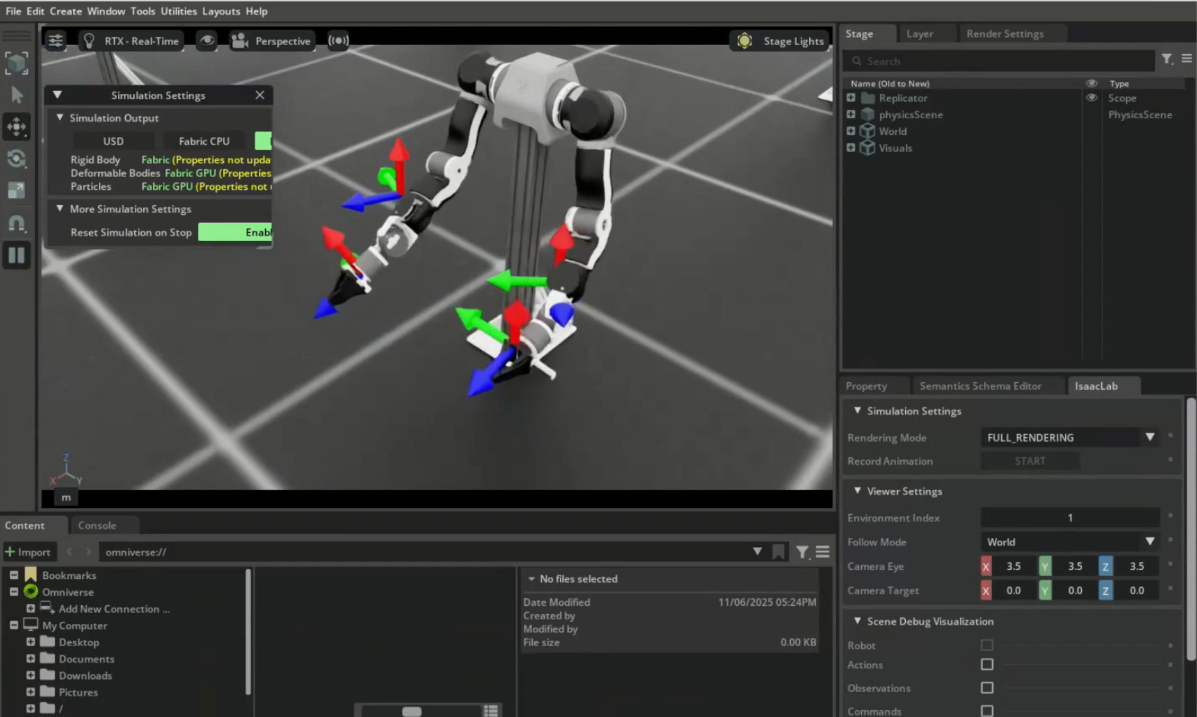 File Edit Create Window Tools Utilities Layouts Help
RTX - Real-Time
Perspective
Stage Lights
Simulation Settings
Simulation Output
USD Fabric CPU
Rigid Body Fabric (Properties not upda
Deformable Bodies Fabric GPU (Properties
Particles Fabric GPU (Properties not
More Simulation Settings
Reset Simulation on Stop Enab
Z
X Y
m
Stage Layer Render Settings
Search
Name (Old to New) Type
Replicator Scope
physicsScene PhysicsScene
World
Visuals
Property Semantics Schema Editor IsaacLab
Simulation Settings
Rendering Mode FULL_RENDERING
Record Animation START
Viewer Settings
Environment Index 1
Follow Mode World
Camera Eye X 3.5 Y 3.5 Z 3.5
Camera Target X 0.0 Y 0.0 Z 0.0
Scene Debug Visualization
Robot
Actions
Observations
Commands
Content Console
+ Import omniverse://
Bookmarks
Omniverse
Add New Connection ...
My Computer
Desktop
Documents
Downloads
Pictures
/
No files selected
Date Modified 11/06/2025 05:24PM
Created by
Modified by
File size 0.00 KB